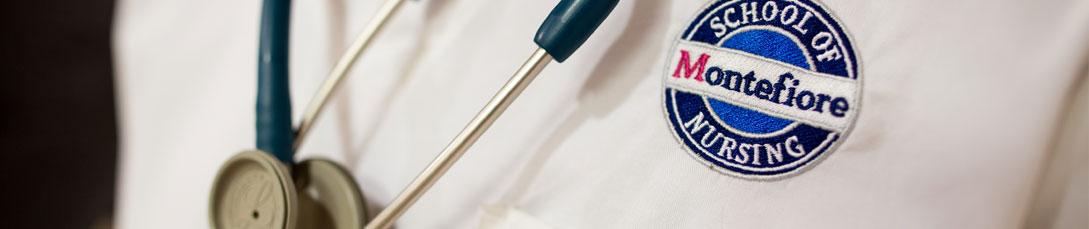 SCHOOL OF
Montefiore
NURSING